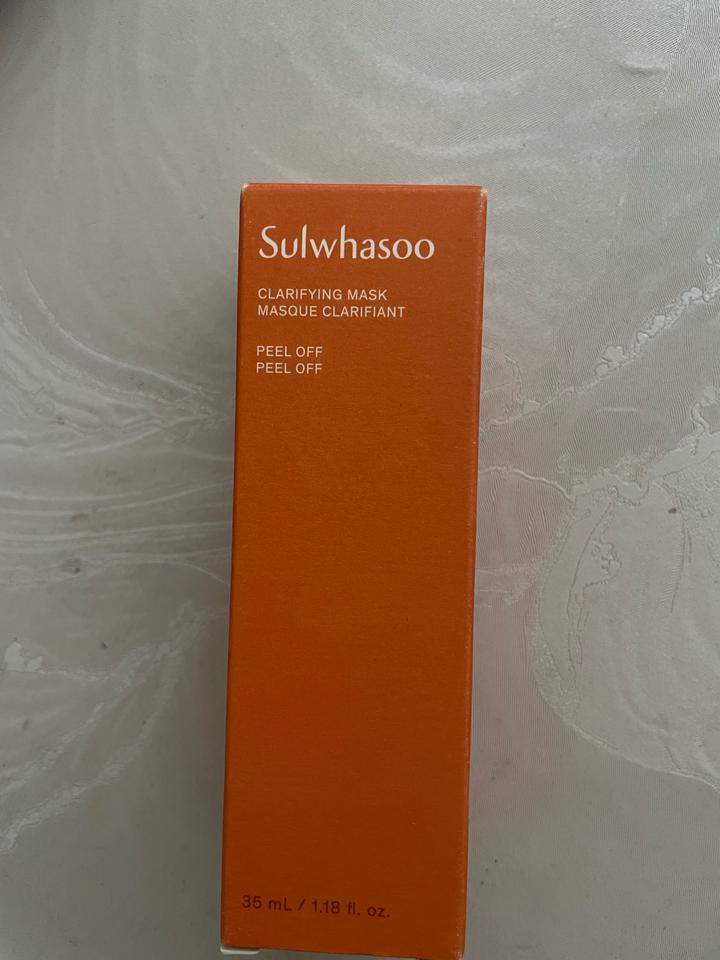 Sulwhasoo
CLARIFYING MASK
MASQUE CLARIFIANT
PEEL OFF
PEEL OFF
35 mL / 1.18 fl. oz.